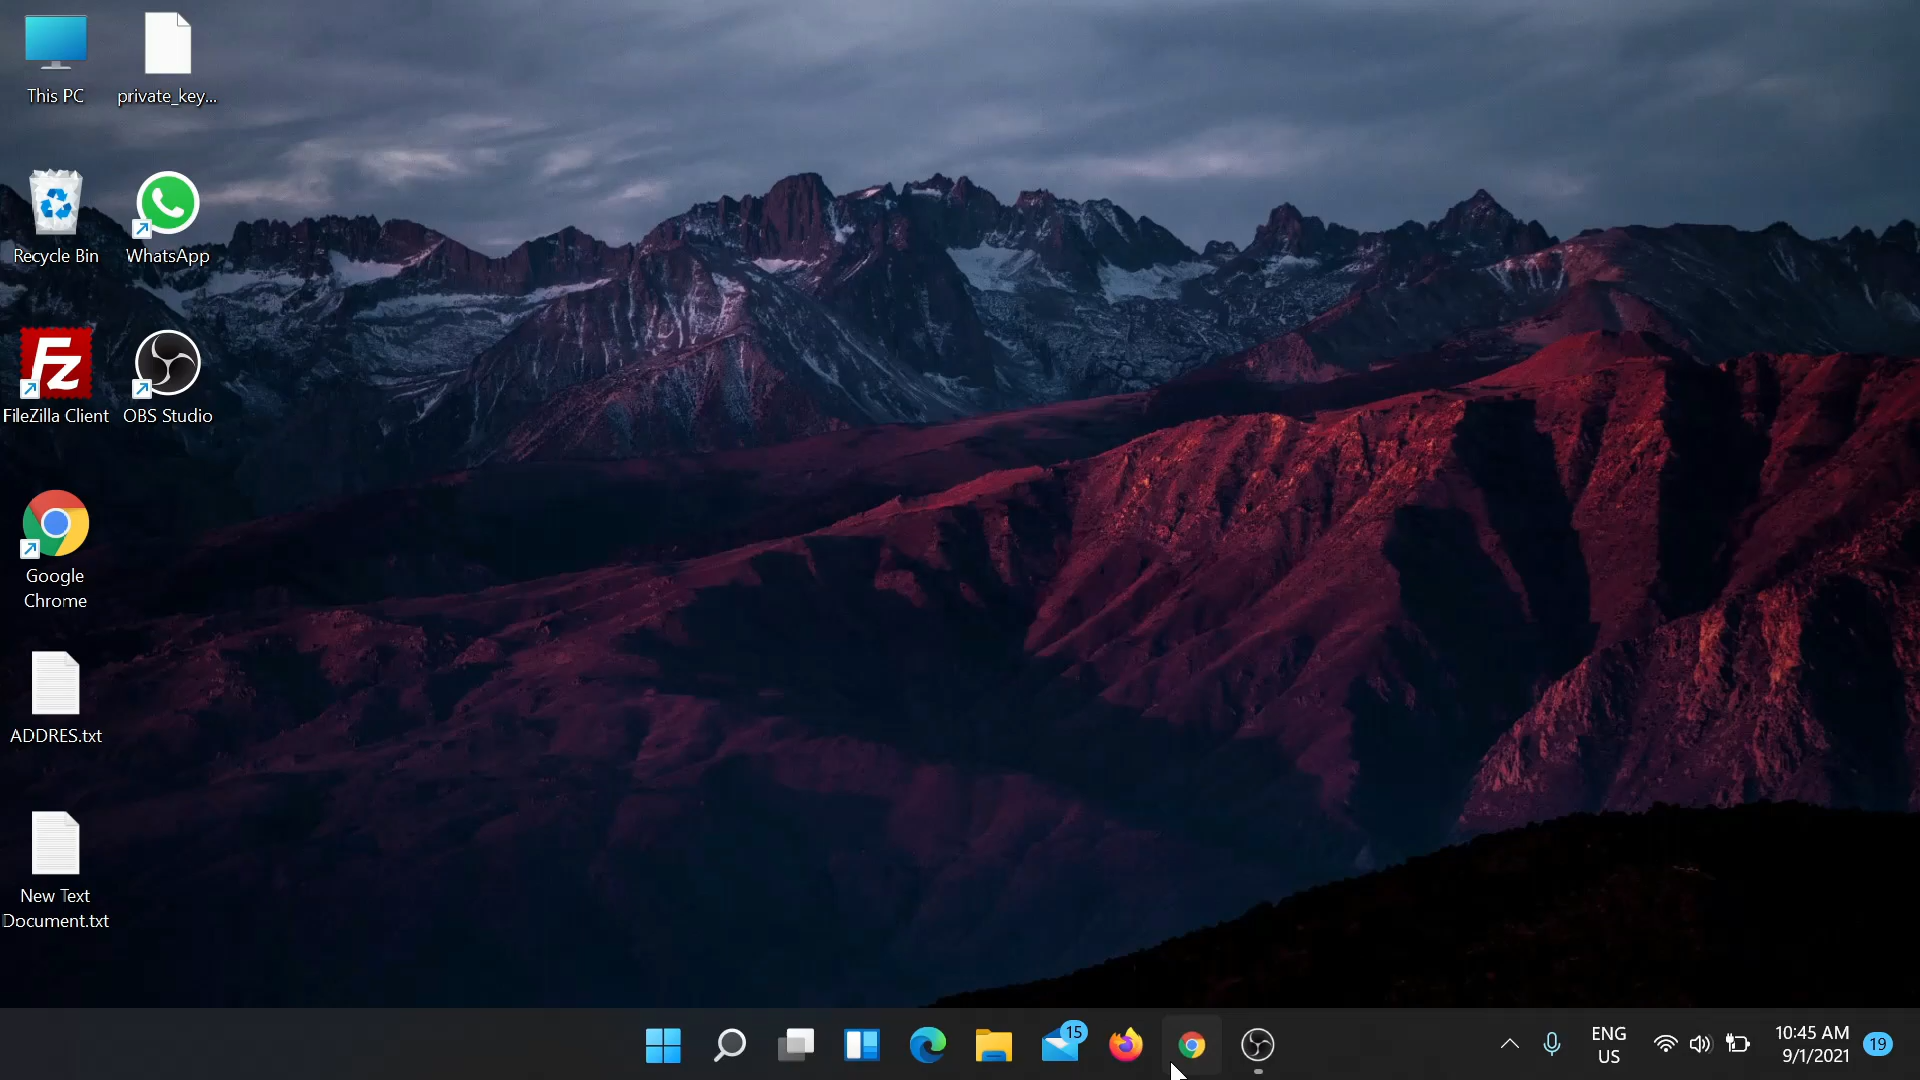 This PC
private_key...
Recycle Bin
WhatsApp
FileZilla Client
OBS Studio
Google
Chrome
ADDRES.txt
New Text
Document.txt
15
ENG
US
10:45 AM
9/1/2021
19